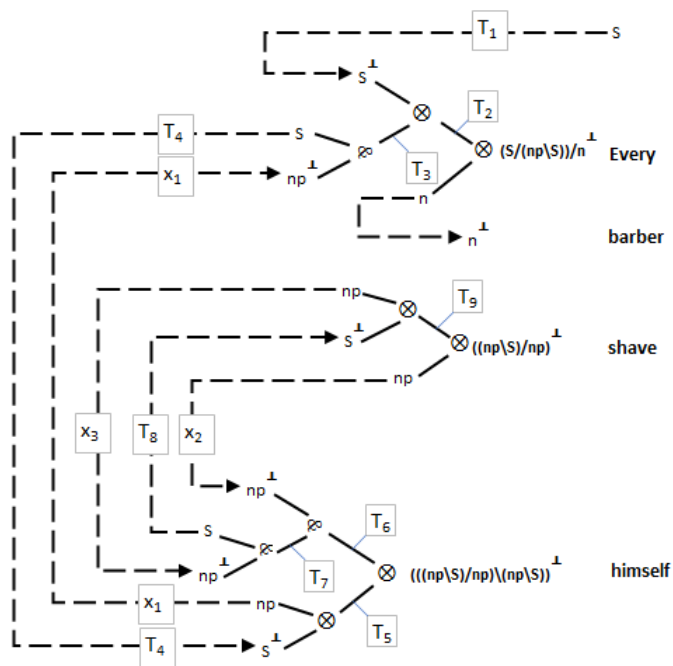 T₁ S
S⊥
T₄ S ⊗ T₂
⅋ T₃ ⊗ (S/(np\S))/n⊥ Every
x₁ np⊥
n
n⊥ barber
np ⊗ T₉
S⊥ ⊗ ((np\S)/np)⊥ shave
np
x₃ T₈ x₂
np⊥
S ⅋ T₆
np⊥ ⅋ T₇ ⊗ (((np\S)/np)\(np\S))⊥ himself
x₁ np ⊗ T₅
T₄ S⊥